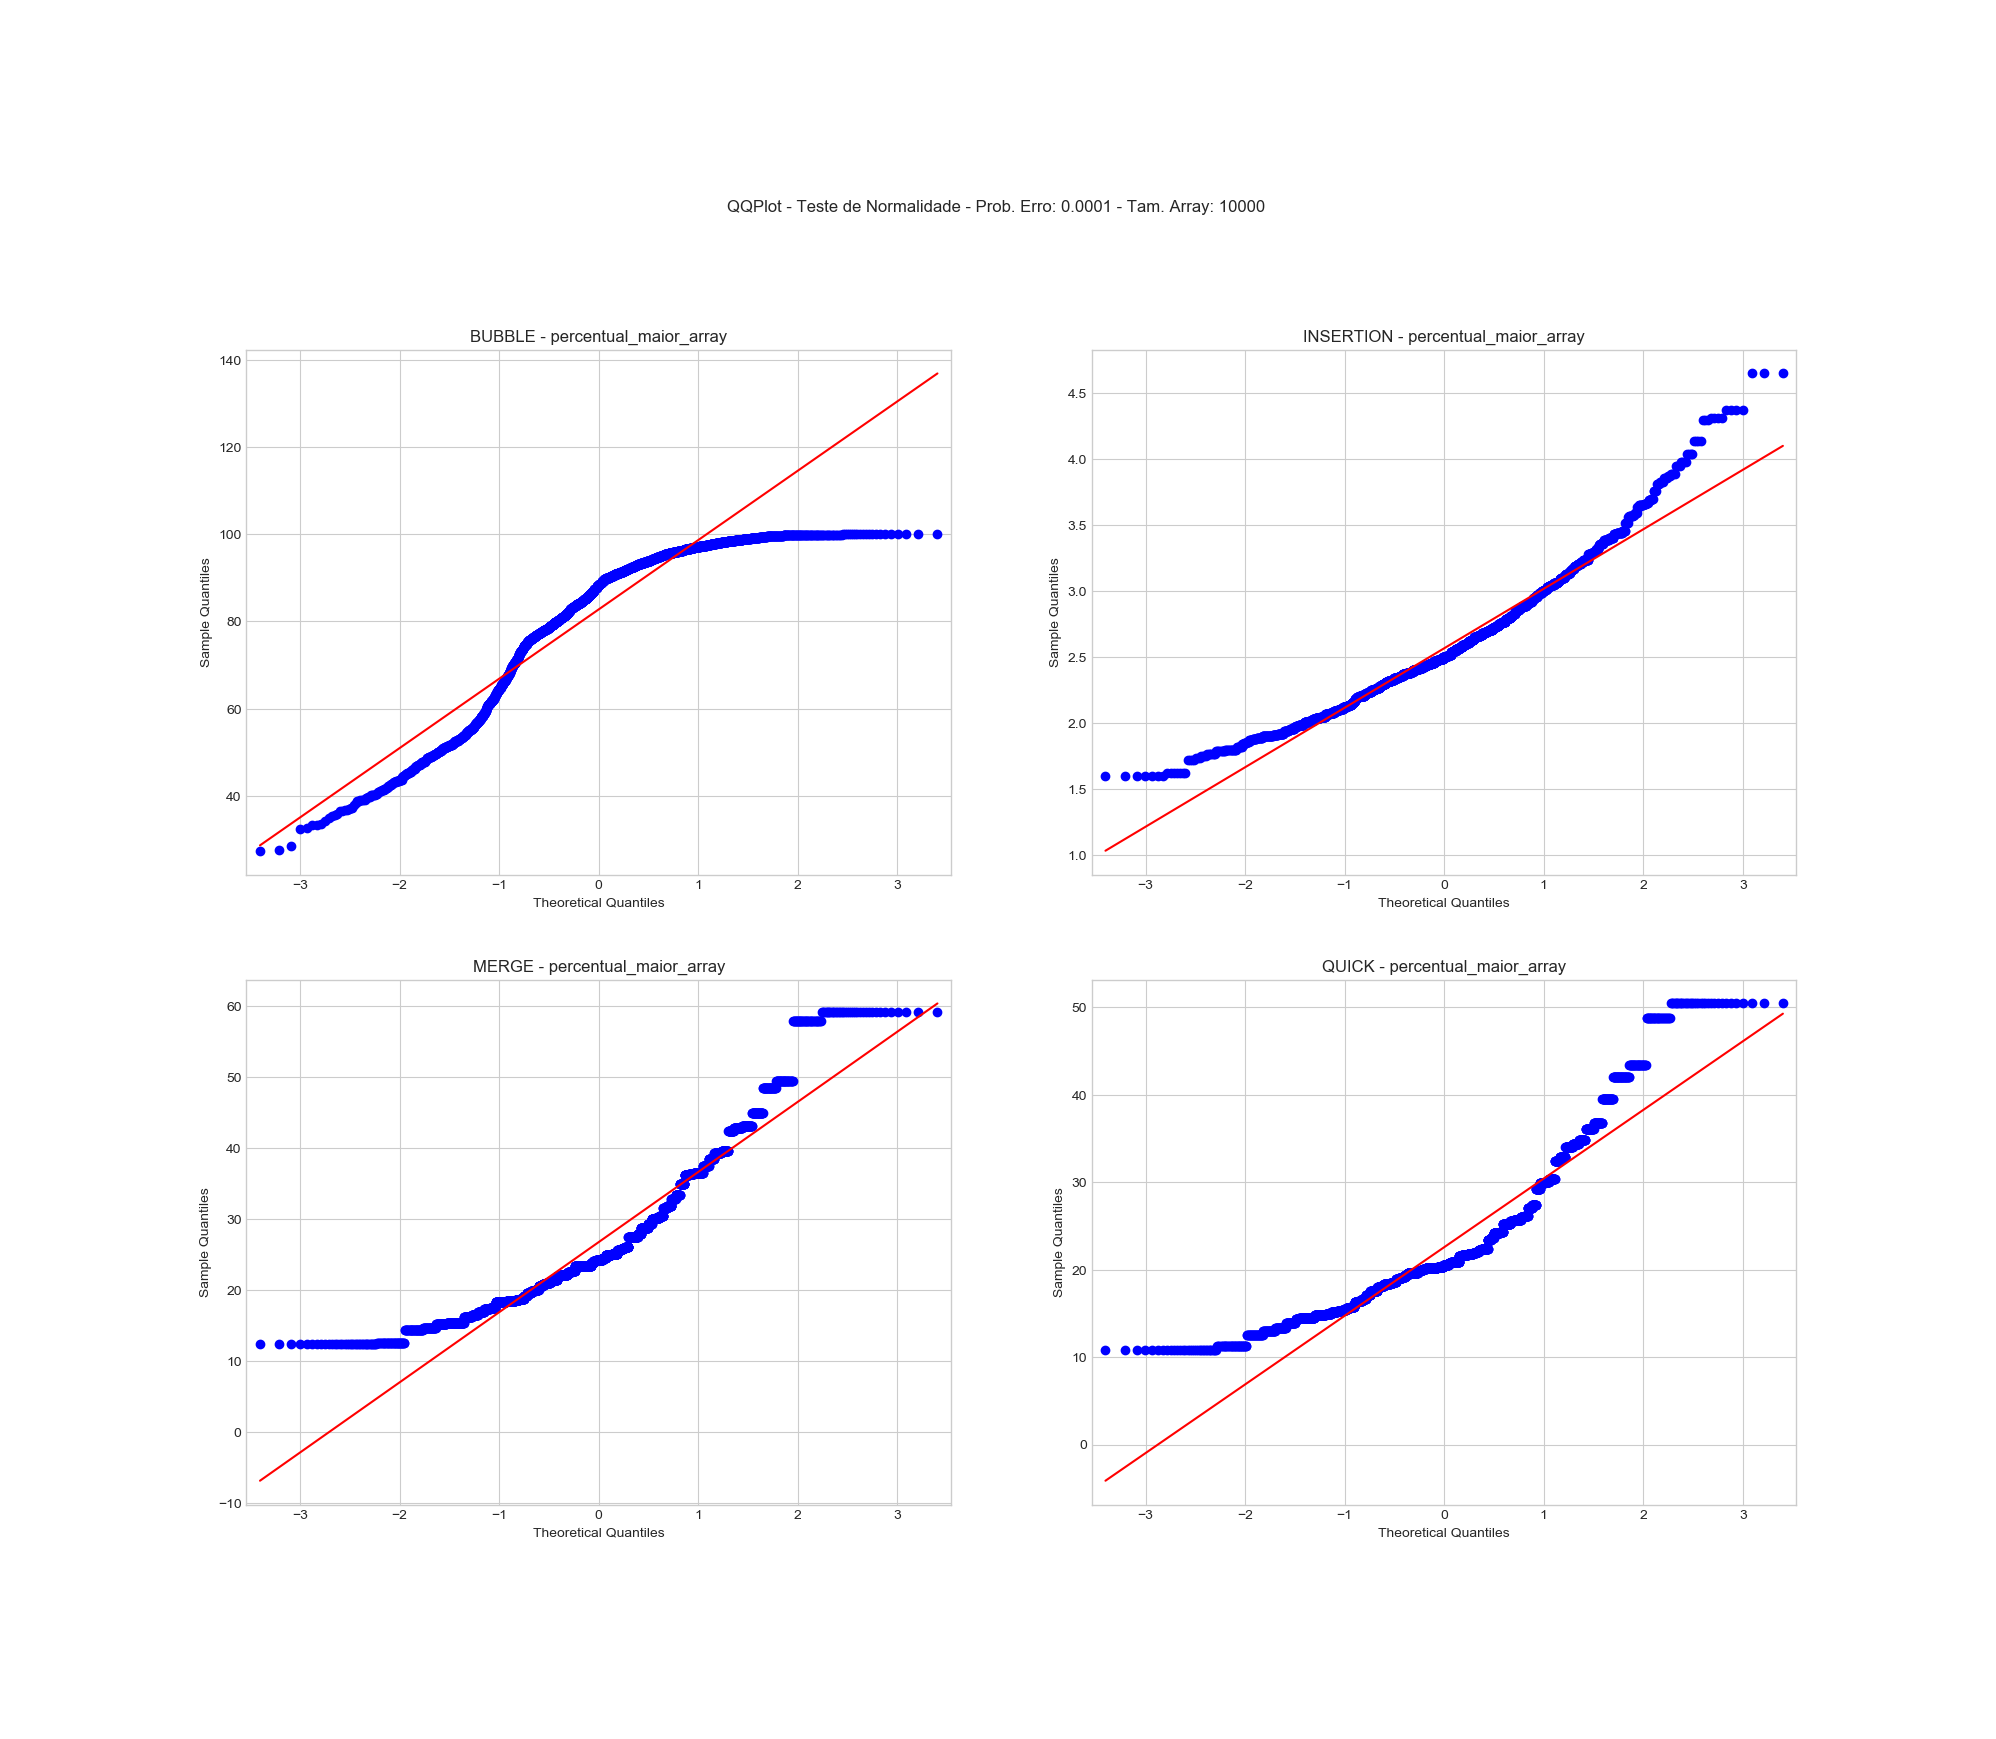 QQPlot - Teste de Normalidade - Prob. Erro: 0.0001 - Tam. Array: 10000
BUBBLE - percentual_maior_array
140
120
100
80
60
40
Sample Quantiles
−3 −2 −1 0 1 2 3
Theoretical Quantiles
INSERTION - percentual_maior_array
4.5
4.0
3.5
3.0
2.5
2.0
1.5
1.0
Sample Quantiles
−3 −2 −1 0 1 2 3
Theoretical Quantiles
MERGE - percentual_maior_array
60
50
40
30
20
10
0
−10
Sample Quantiles
−3 −2 −1 0 1 2 3
Theoretical Quantiles
QUICK - percentual_maior_array
50
40
30
20
10
0
Sample Quantiles
−3 −2 −1 0 1 2 3
Theoretical Quantiles